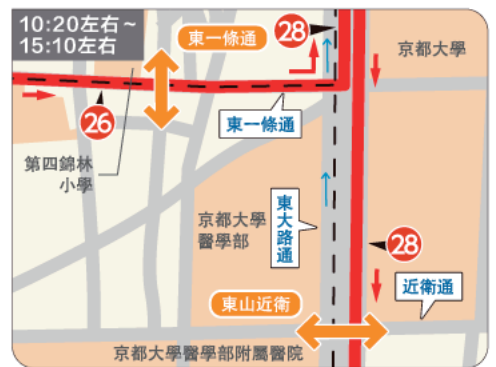 10:20左右~
15:10左右
東一條通
28
京都大學
26
東一條通
第四錦林
小學
京都大學
醫學部
東大路通
28
近衛通
東山近衛
京都大學醫學部附屬醫院